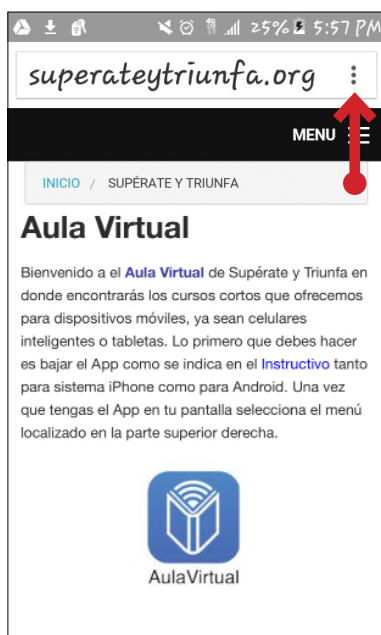 25% 5:57 PM
superateytriunfa.org
MENU
INICIO / SUPÉRATE Y TRIUNFA
Aula Virtual
Bienvenido a el Aula Virtual de Supérate y Triunfa en
donde encontrarás los cursos cortos que ofrecemos
para dispositivos móviles, ya sean celulares
inteligentes o tabletas. Lo primero que debes hacer
es bajar el App como se indica en el Instructivo tanto
para sistema iPhone como para Android. Una vez
que tengas el App en tu pantalla selecciona el menú
localizado en la parte superior derecha.
AulaVirtual